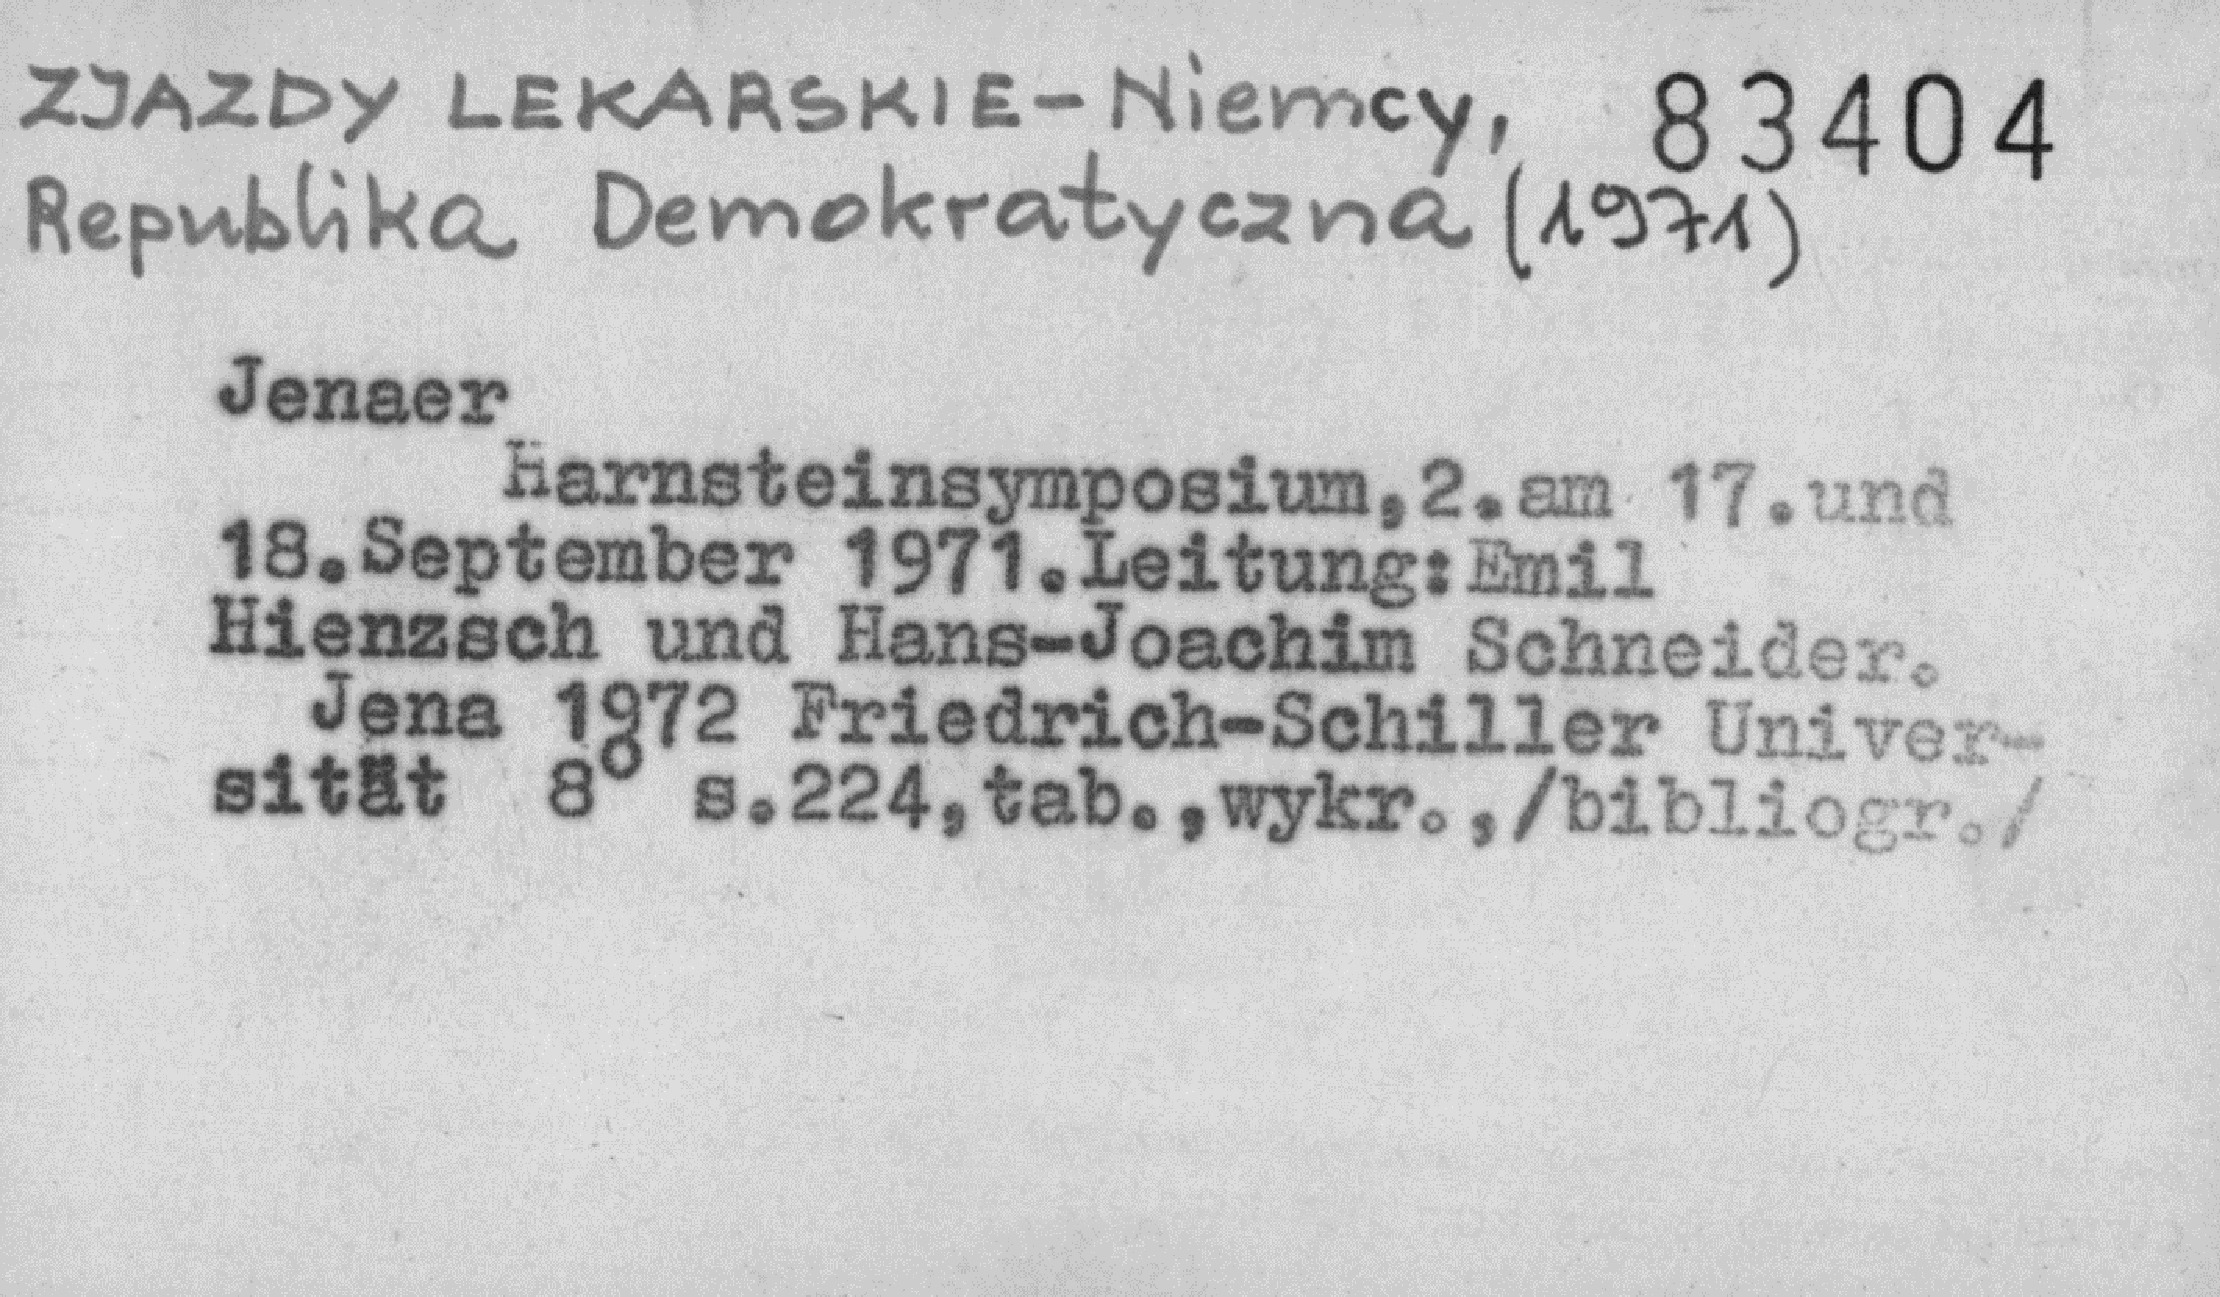 ZJAZDY LEKARSKIE-Niemcy, 83404
Republika Demokratyczna (1971)
Jenaer
Harnsteinsymposium,2.am 17.und
18.September 1971.Leitung:Emil
Hienzsch und Hans-Joachim Schneider.
Jena 1972 Friedrich-Schiller Univer-
sität 8° s.224,tab.,wykr.,/bibliogr./